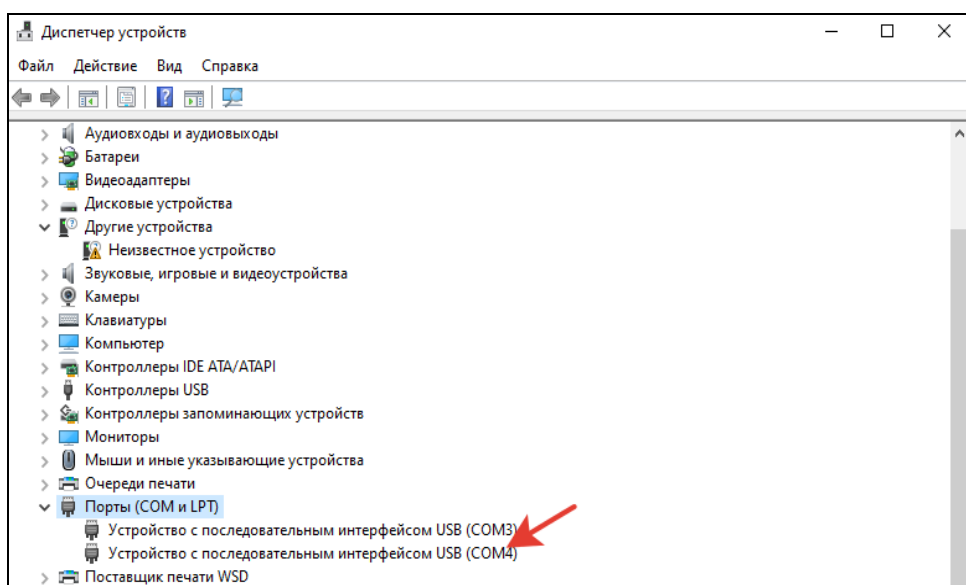 Диспетчер устройств
Файл Действие Вид Справка
Аудиовходы и аудиовыходы
Батареи
Видеоадаптеры
Дисковые устройства
Другие устройства
Неизвестное устройство
Звуковые, игровые и видеоустройства
Камеры
Клавиатуры
Компьютер
Контроллеры IDE ATA/ATAPI
Контроллеры USB
Контроллеры запоминающих устройств
Мониторы
Мыши и иные указывающие устройства
Очереди печати
Порты (COM и LPT)
Устройство с последовательным интерфейсом USB (COM3)
Устройство с последовательным интерфейсом USB (COM4)
Поставщик печати WSD